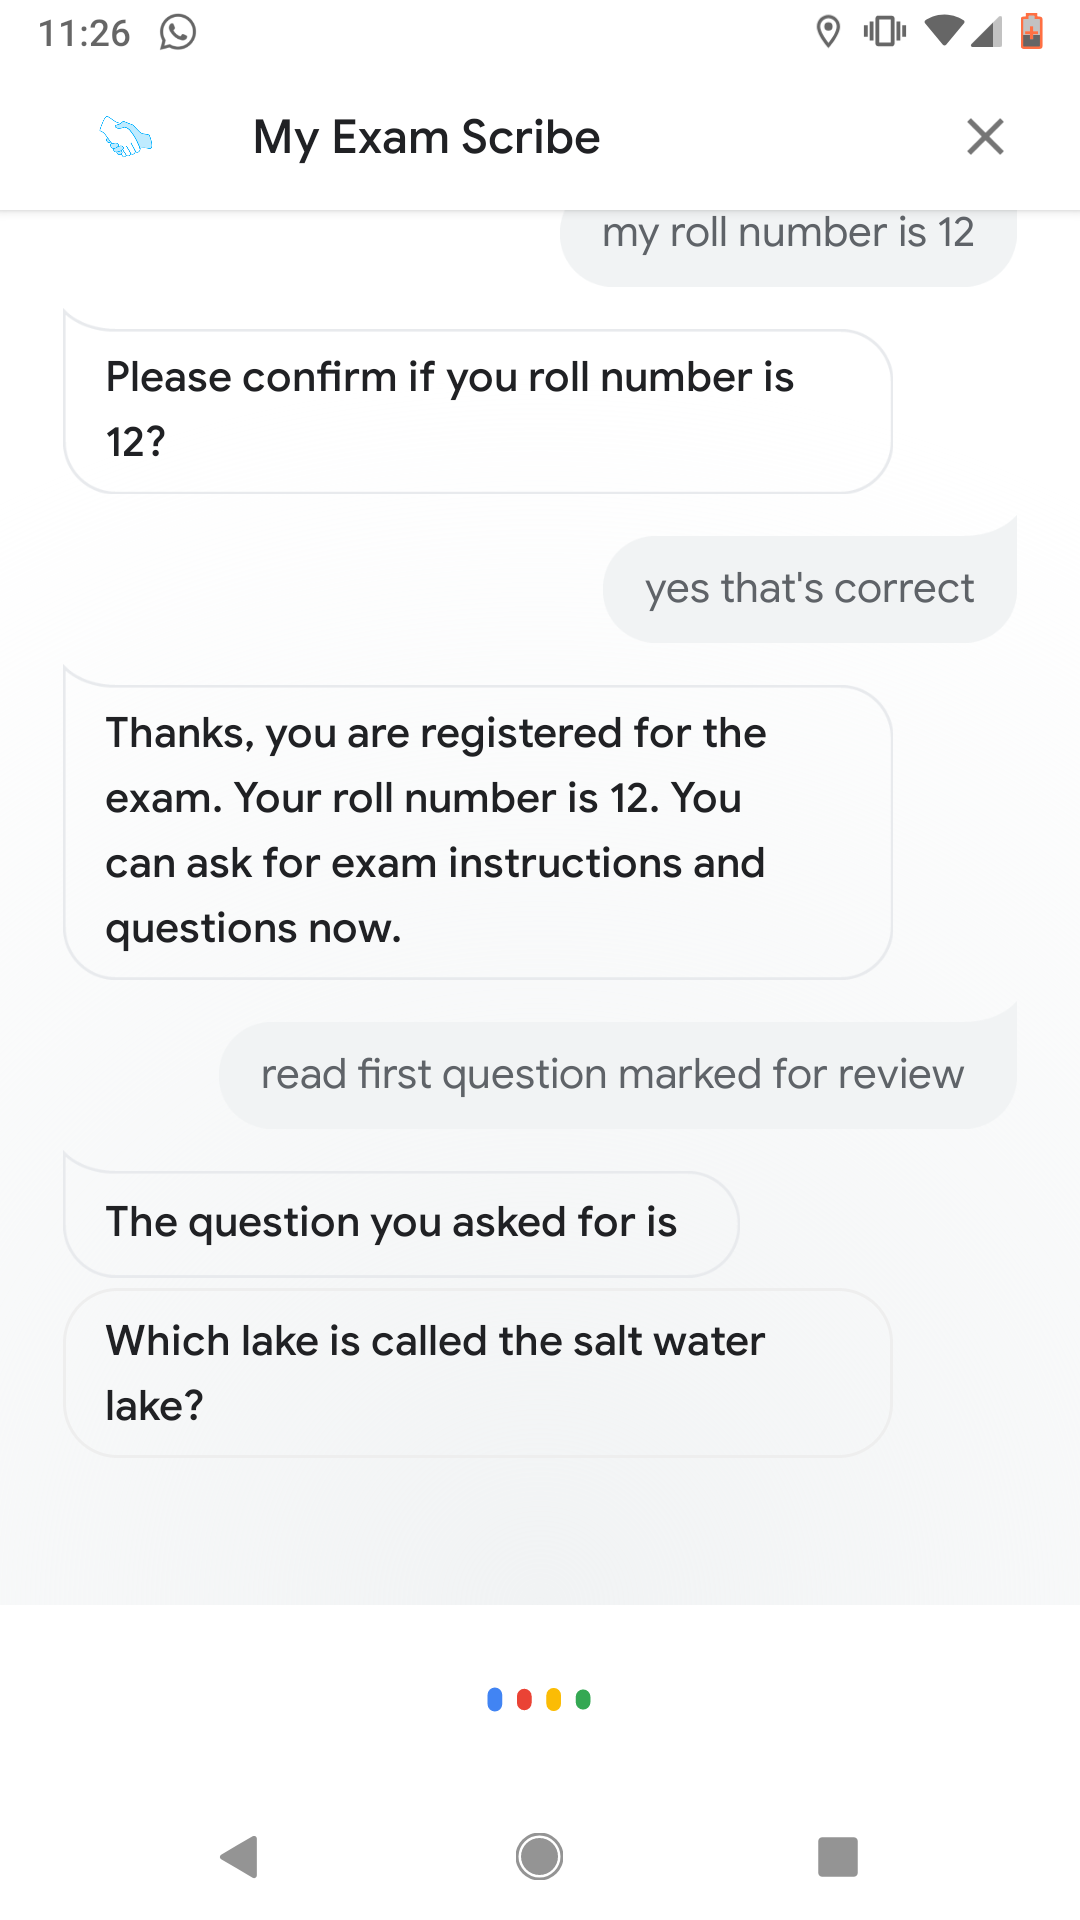 11:26
My Exam Scribe
my roll number is 12
Please confirm if you roll number is
12?
yes that's correct
Thanks, you are registered for the
exam. Your roll number is 12. You
can ask for exam instructions and
questions now.
read first question marked for review
The question you asked for is
Which lake is called the salt water
lake?